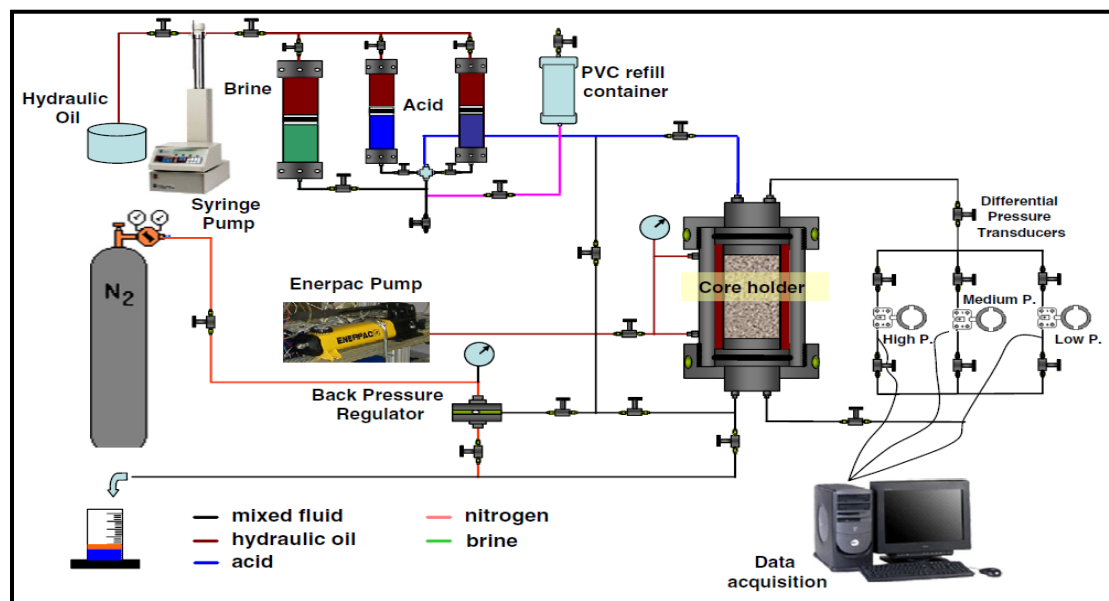 Hydraulic
Oil
Syringe
Pump
Brine
Acid
PVC refill
container
N2
Enerpac Pump
ENERPAC
Back Pressure
Regulator
Core holder
Differential
Pressure
Transducers
High P.
Medium P.
Low P.
mixed fluid
hydraulic oil
acid
nitrogen
brine
Data
acquisition